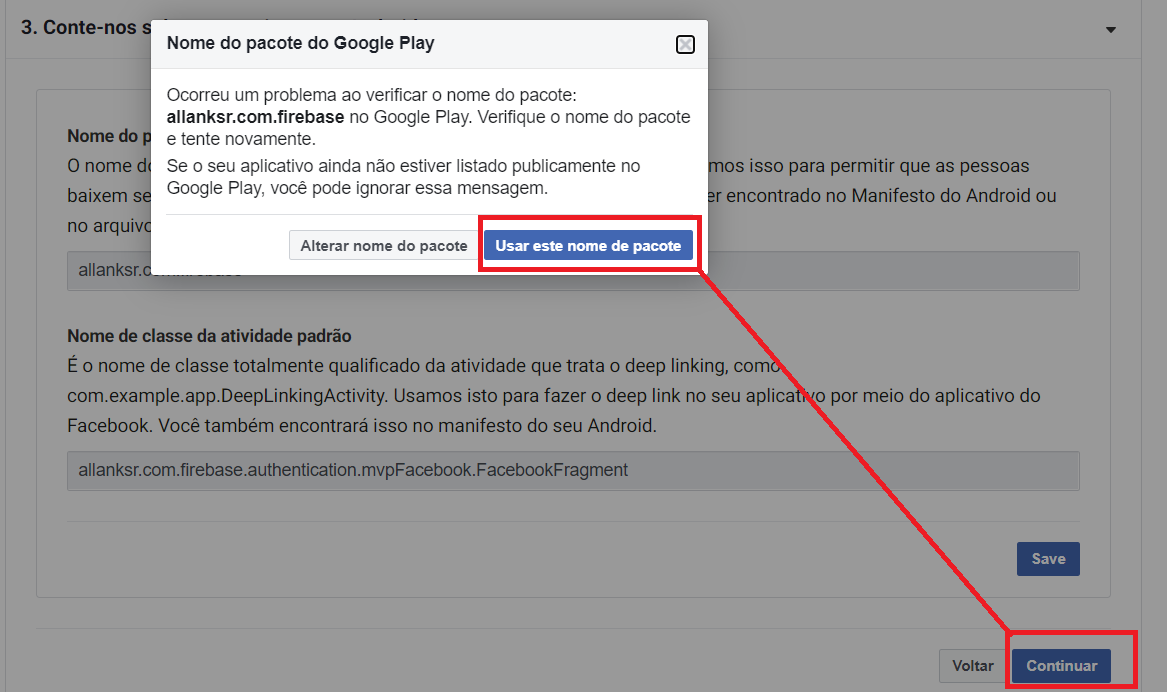 3. Conte-nos s
Nome do pacote do Google Play
Ocorreu um problema ao verificar o nome do pacote:
allanksr.com.firebase no Google Play. Verifique o nome do pacote
e tente novamente.
Se o seu aplicativo ainda não estiver listado publicamente no
Google Play, você pode ignorar essa mensagem.
Alterar nome do pacote
Usar este nome de pacote
Nome do p
O nome do
mos isso para permitir que as pessoas
baixem se
er encontrado no Manifesto do Android ou
no arquivo
allanksr.com.firebase
Nome de classe da atividade padrão
É o nome de classe totalmente qualificado da atividade que trata o deep linking, como
com.example.app.DeepLinkingActivity. Usamos isto para fazer o deep link no seu aplicativo por meio do aplicativo do
Facebook. Você também encontrará isso no manifesto do seu Android.
allanksr.com.firebase.authentication.mvpFacebook.FacebookFragment
Save
Voltar
Continuar